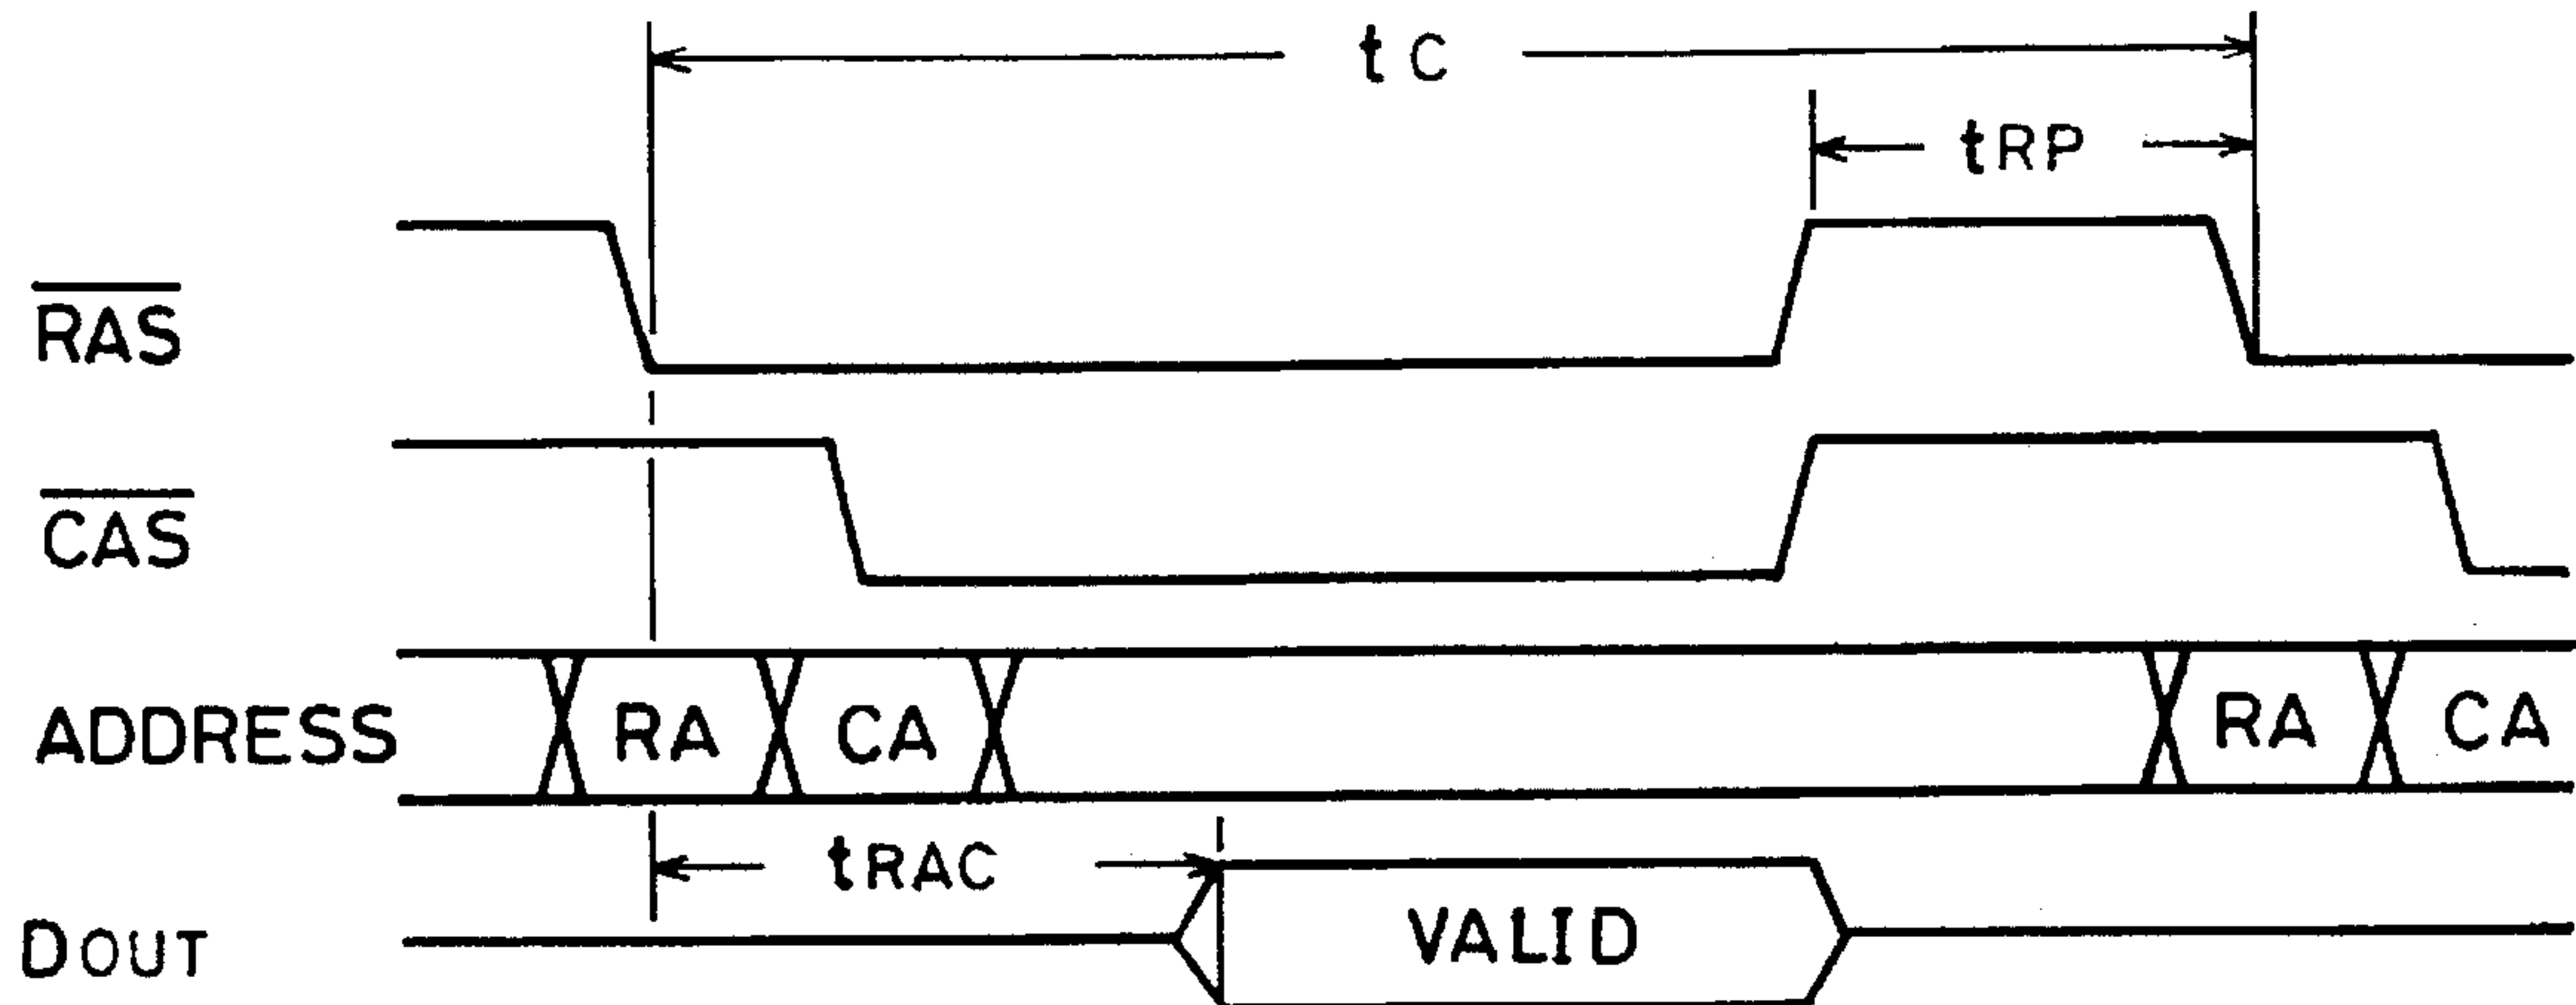 tC
tRP
RAS
CAS
ADDRESS RA CA RA CA
tRAC
DOUT VALID